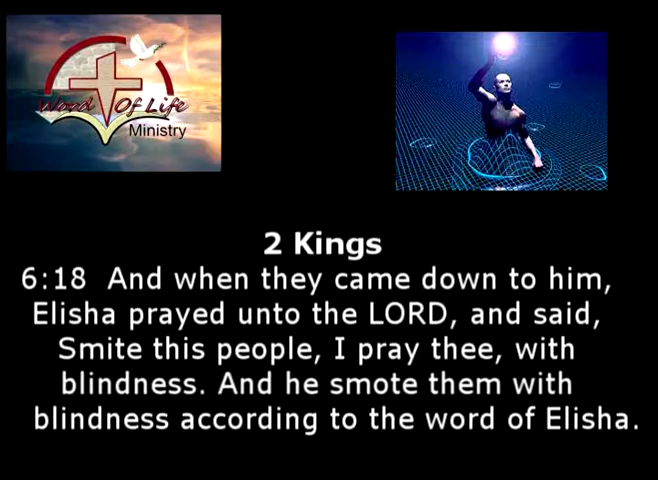 Word Of Life
Ministry
2 Kings
6:18 And when they came down to him,
Elisha prayed unto the LORD, and said,
Smite this people, I pray thee, with
blindness. And he smote them with
blindness according to the word of Elisha.